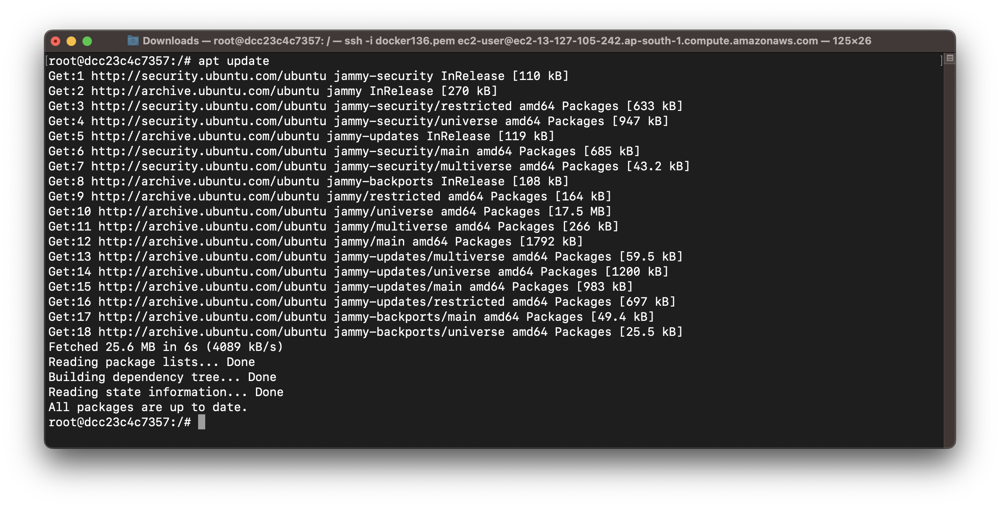 Downloads — root@dcc23c4c7357: / — ssh -i docker136.pem ec2-user@ec2-13-127-105-242.ap-south-1.compute.amazonaws.com — 125×26
[root@dcc23c4c7357:/# apt update ]
Get:1 http://security.ubuntu.com/ubuntu jammy-security InRelease [110 kB]
Get:2 http://archive.ubuntu.com/ubuntu jammy InRelease [270 kB]
Get:3 http://security.ubuntu.com/ubuntu jammy-security/restricted amd64 Packages [633 kB]
Get:4 http://security.ubuntu.com/ubuntu jammy-security/universe amd64 Packages [947 kB]
Get:5 http://archive.ubuntu.com/ubuntu jammy-updates InRelease [119 kB]
Get:6 http://security.ubuntu.com/ubuntu jammy-security/main amd64 Packages [685 kB]
Get:7 http://security.ubuntu.com/ubuntu jammy-security/multiverse amd64 Packages [43.2 kB]
Get:8 http://archive.ubuntu.com/ubuntu jammy-backports InRelease [108 kB]
Get:9 http://archive.ubuntu.com/ubuntu jammy/restricted amd64 Packages [164 kB]
Get:10 http://archive.ubuntu.com/ubuntu jammy/universe amd64 Packages [17.5 MB]
Get:11 http://archive.ubuntu.com/ubuntu jammy/multiverse amd64 Packages [266 kB]
Get:12 http://archive.ubuntu.com/ubuntu jammy/main amd64 Packages [1792 kB]
Get:13 http://archive.ubuntu.com/ubuntu jammy-updates/multiverse amd64 Packages [59.5 kB]
Get:14 http://archive.ubuntu.com/ubuntu jammy-updates/universe amd64 Packages [1200 kB]
Get:15 http://archive.ubuntu.com/ubuntu jammy-updates/main amd64 Packages [983 kB]
Get:16 http://archive.ubuntu.com/ubuntu jammy-updates/restricted amd64 Packages [697 kB]
Get:17 http://archive.ubuntu.com/ubuntu jammy-backports/main amd64 Packages [49.4 kB]
Get:18 http://archive.ubuntu.com/ubuntu jammy-backports/universe amd64 Packages [25.5 kB]
Fetched 25.6 MB in 6s (4089 kB/s)
Reading package lists... Done
Building dependency tree... Done
Reading state information... Done
All packages are up to date.
root@dcc23c4c7357:/#